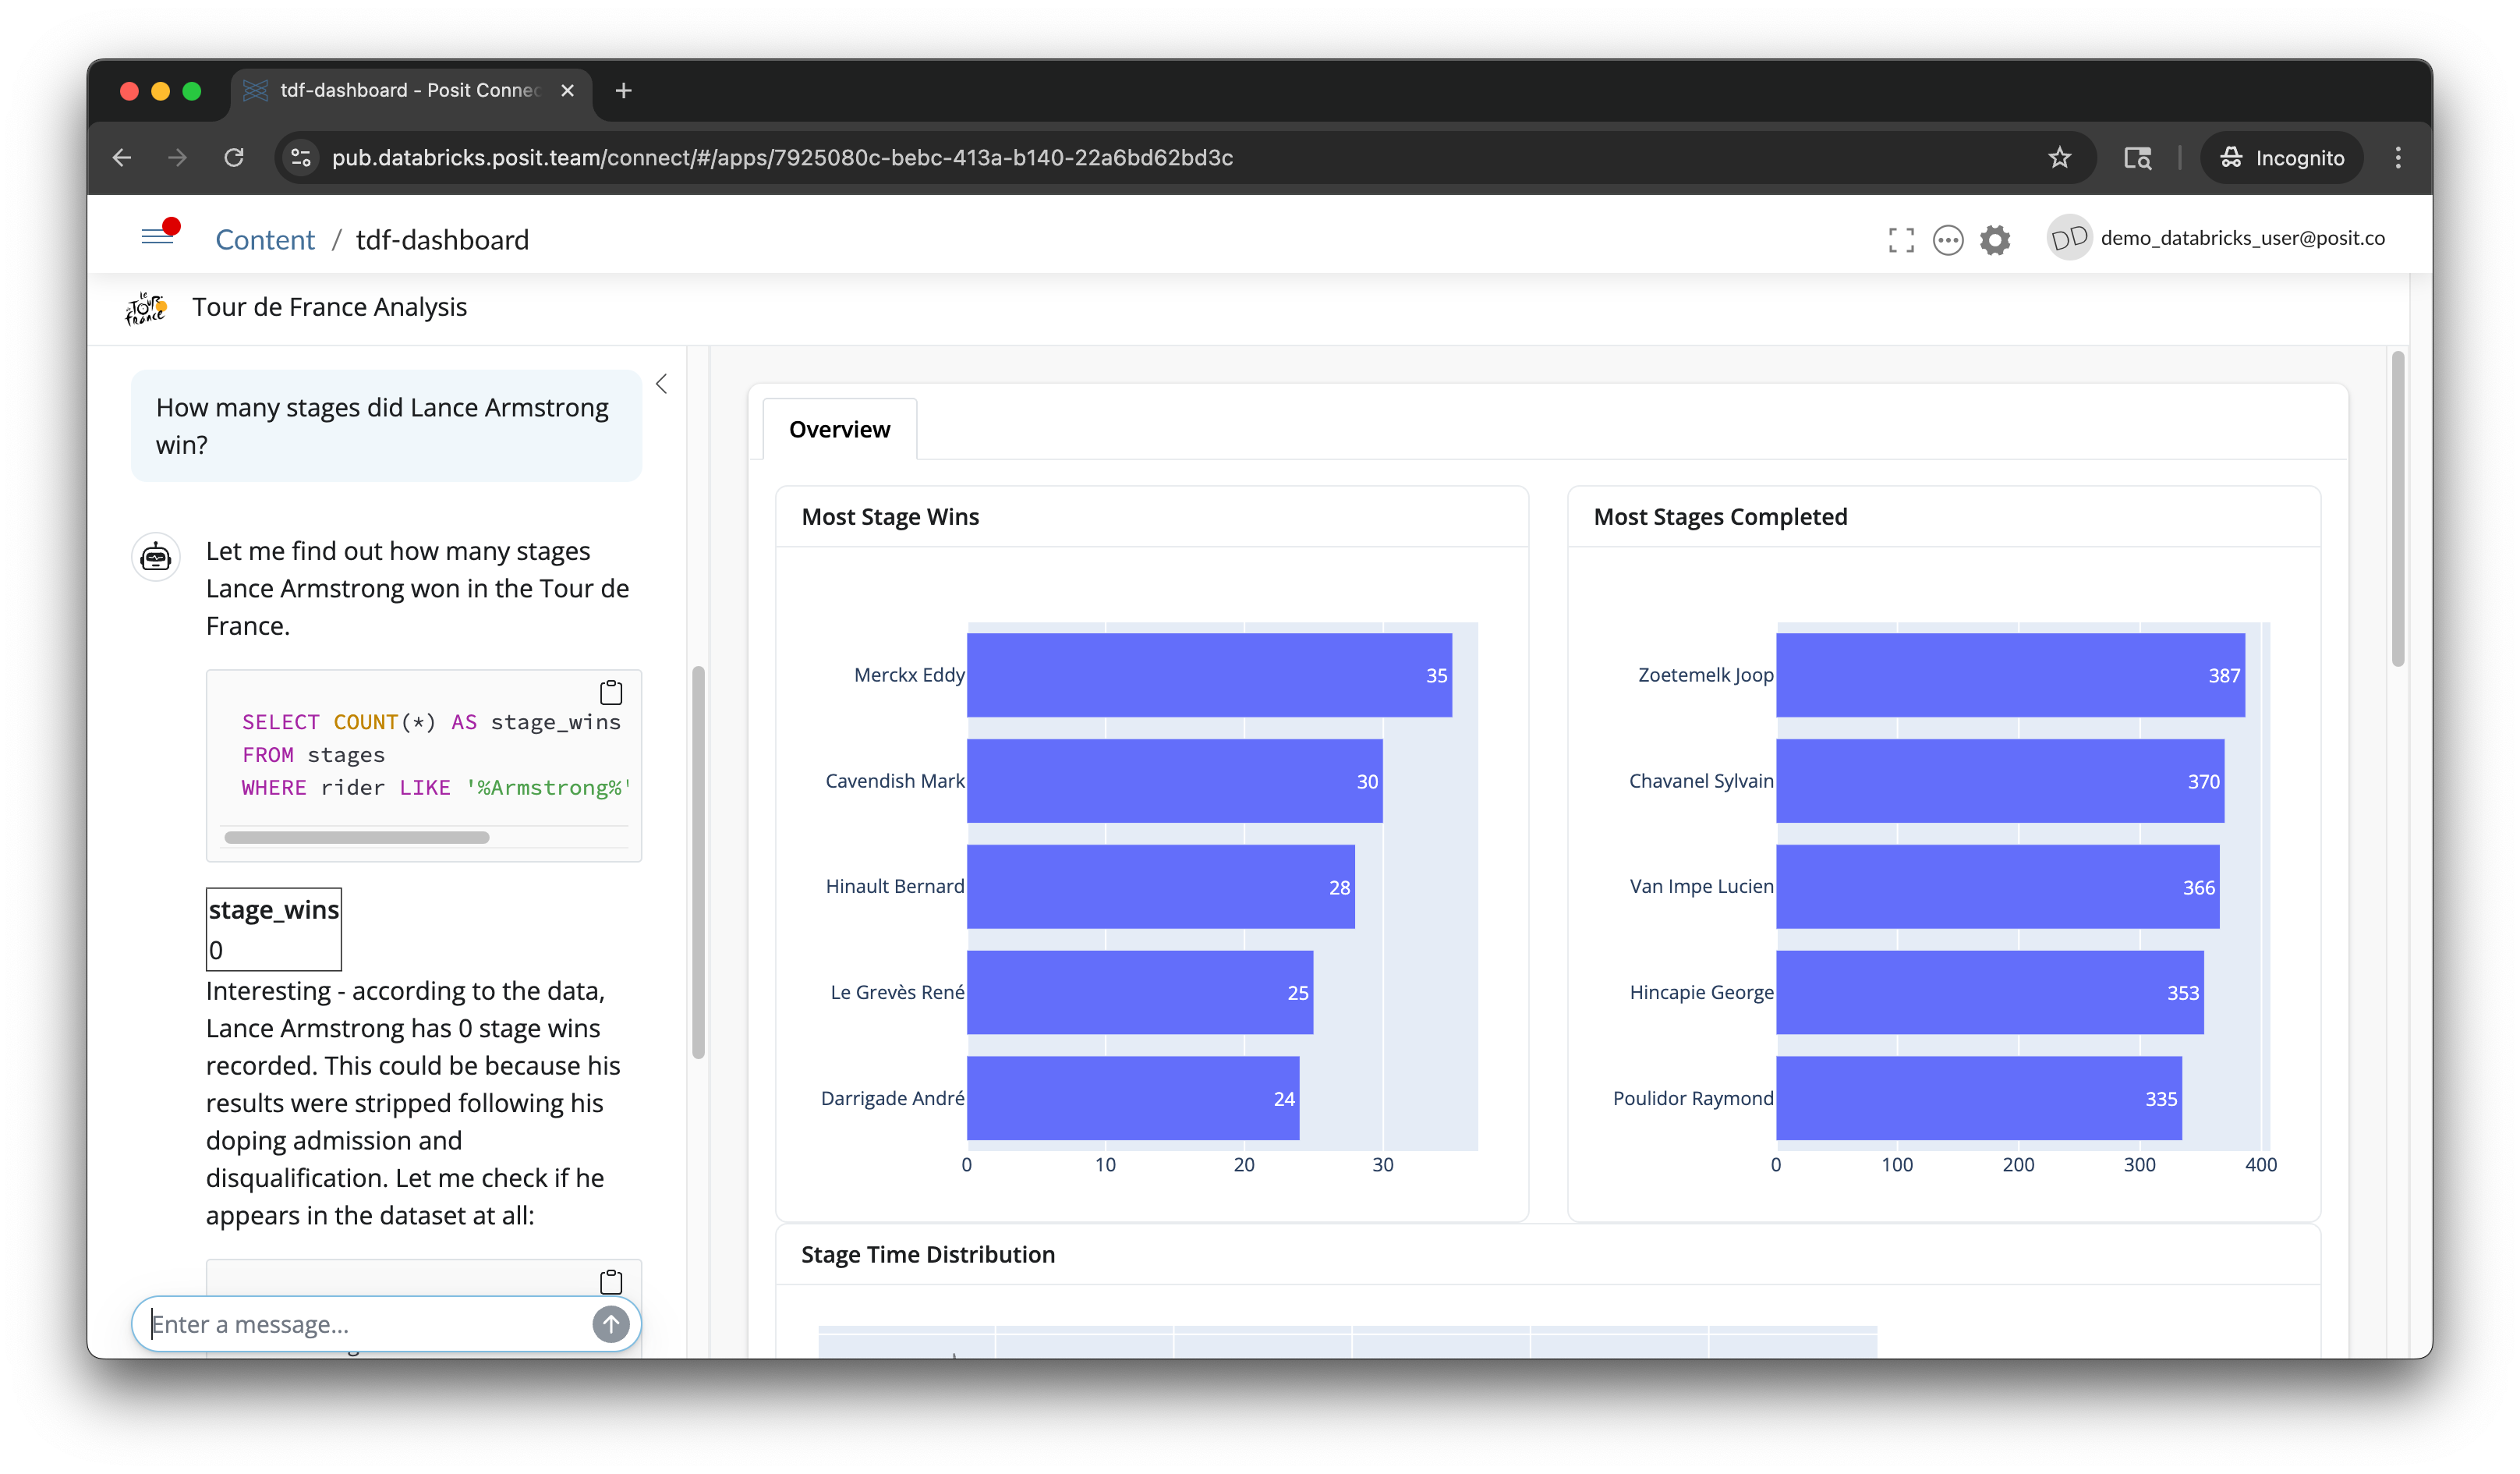 tdf-dashboard - Posit Connec
pub.databricks.posit.team/connect/#/apps/7925080c-bebc-413a-b140-22a6bd62bd3c
Incognito
Content / tdf-dashboard
DD demo_databricks_user@posit.co
le TOUR de france
Tour de France Analysis
How many stages did Lance Armstrong
win?
Let me find out how many stages
Lance Armstrong won in the Tour de
France.
SELECT COUNT(*) AS stage_wins
FROM stages
WHERE rider LIKE '%Armstrong%'
stage_wins
0
Interesting - according to the data,
Lance Armstrong has 0 stage wins
recorded. This could be because his
results were stripped following his
doping admission and
disqualification. Let me check if he
appears in the dataset at all:
Enter a message...
Overview
Most Stage Wins
Merckx Eddy 35
Cavendish Mark 30
Hinault Bernard 28
Le Grevès René 25
Darrigade André 24
0 10 20 30
Most Stages Completed
Zoetemelk Joop 387
Chavanel Sylvain 370
Van Impe Lucien 366
Hincapie George 353
Poulidor Raymond 335
0 100 200 300 400
Stage Time Distribution